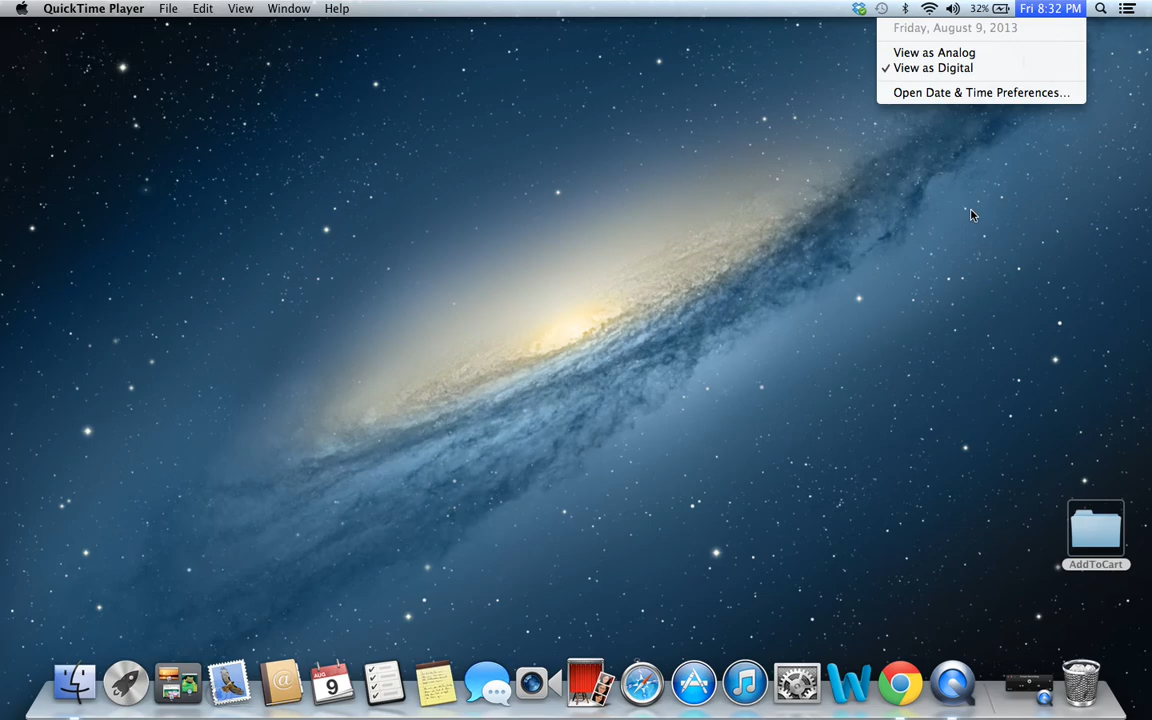 QuickTime Player File Edit View Window Help 32% Fri 8:32 PM
Friday, August 9, 2013
View as Analog
✓ View as Digital
Open Date & Time Preferences...
AddToCart
AUG
9